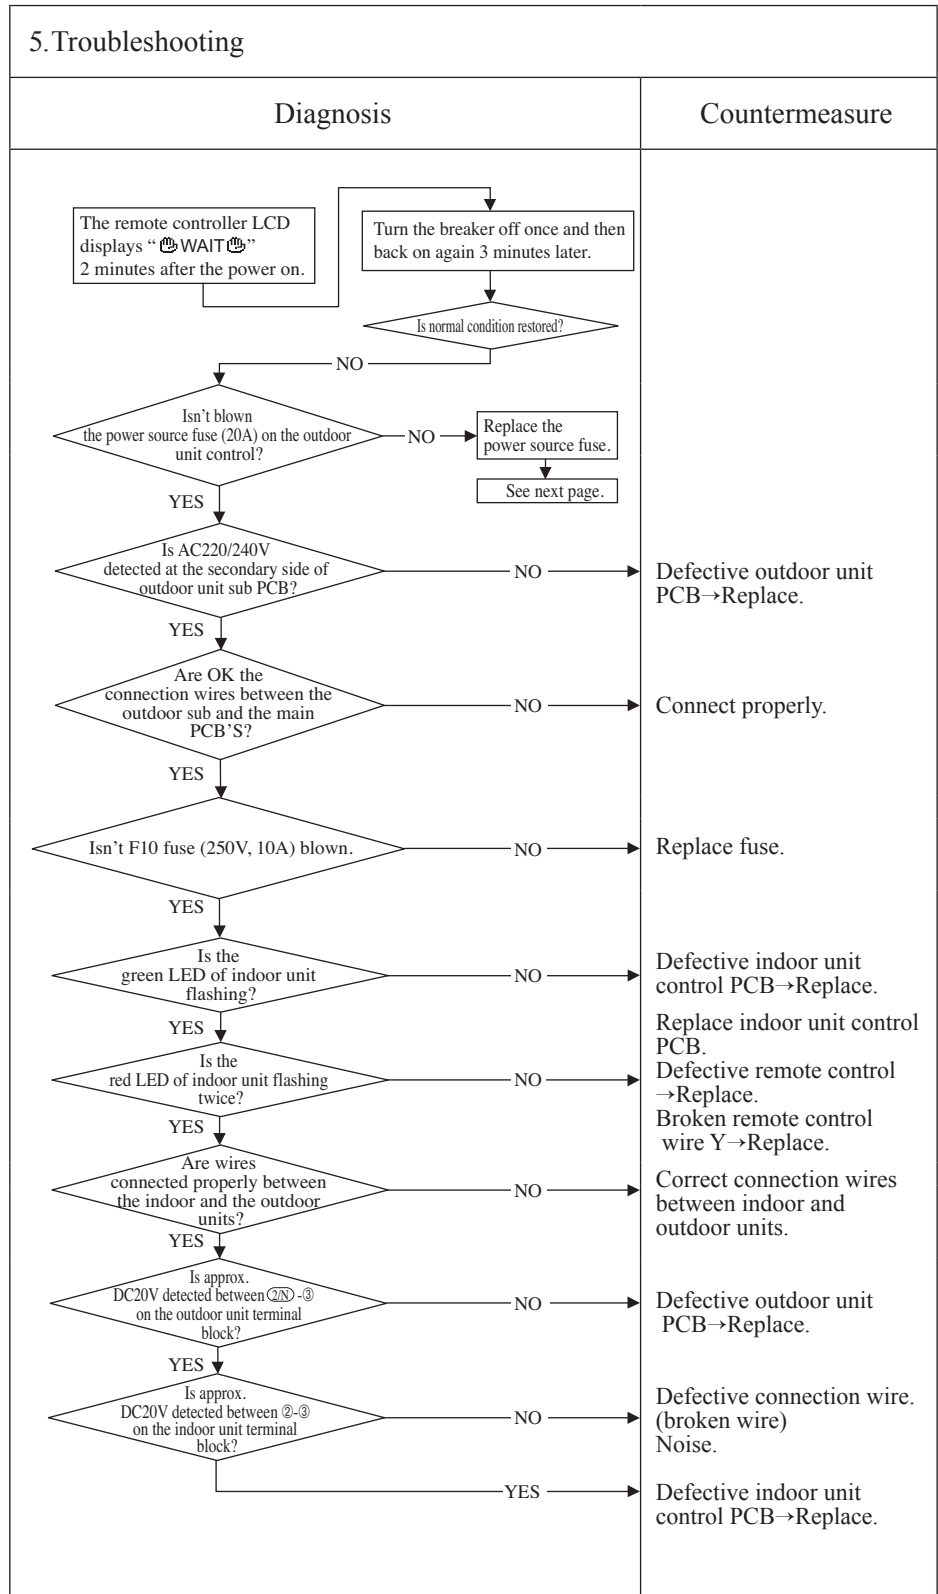 5.Troubleshooting
Diagnosis
Countermeasure
The remote controller LCD
displays “ WAIT ”
2 minutes after the power on.
Turn the breaker off once and then
back on again 3 minutes later.
Is normal condition restored?
NO
Isn’t blown
the power source fuse (20A) on the outdoor
unit control?
NO
Replace the
power source fuse.
See next page.
YES
Is AC220/240V
detected at the secondary side of
outdoor unit sub PCB?
NO
Defective outdoor unit
PCB→Replace.
YES
Are OK the
connection wires between the
outdoor sub and the main
PCB’S?
NO
Connect properly.
YES
Isn’t F10 fuse (250V, 10A) blown.
NO
Replace fuse.
YES
Is the
green LED of indoor unit
flashing?
NO
Defective indoor unit
control PCB→Replace.
YES
Is the
red LED of indoor unit flashing
twice?
NO
Replace indoor unit control
PCB.
Defective remote control
→Replace.
Broken remote control
wire Y→Replace.
YES
Are wires
connected properly between
the indoor and the outdoor
units?
NO
Correct connection wires
between indoor and
outdoor units.
YES
Is approx.
DC20V detected between 2/N -③
on the outdoor unit terminal
block?
NO
Defective outdoor unit
PCB→Replace.
YES
Is approx.
DC20V detected between ②-③
on the indoor unit terminal
block?
NO
Defective connection wire.
(broken wire)
Noise.
YES
Defective indoor unit
control PCB→Replace.